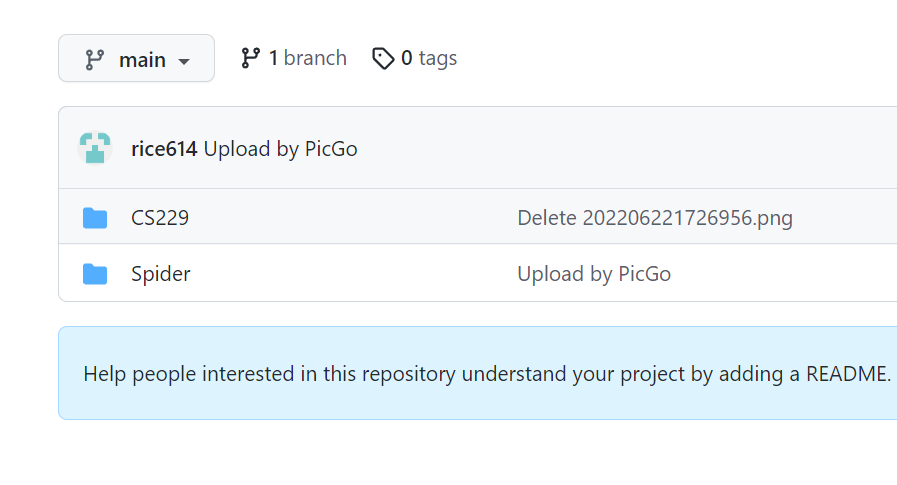 main 1 branch 0 tags
rice614 Upload by PicGo
CS229 Delete 202206221726956.png
Spider Upload by PicGo
Help people interested in this repository understand your project by adding a README.